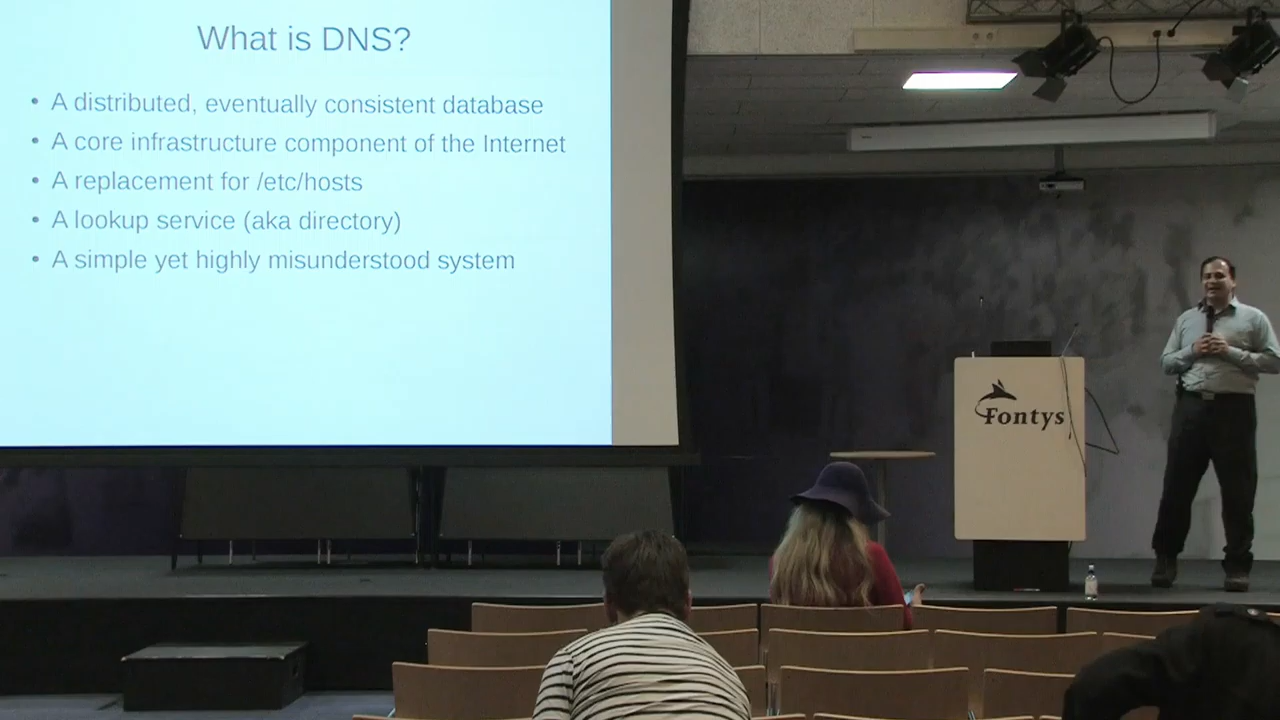 What is DNS?
• A distributed, eventually consistent database
• A core infrastructure component of the Internet
• A replacement for /etc/hosts
• A lookup service (aka directory)
• A simple yet highly misunderstood system
Fontys